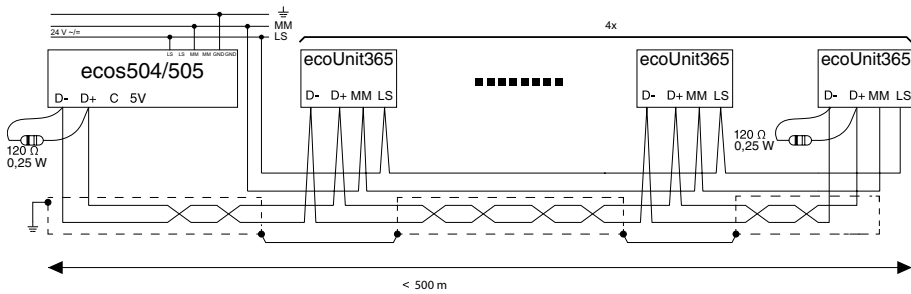 MM
24 V ~/=
LS
4x
LS LS MM MM GND GND
ecos504/505
D- D+ C 5V
ecoUnit365
D- D+ MM LS
ecoUnit365
D- D+ MM LS
ecoUnit365
D- D+ MM LS
120 Ω
0,25 W
120 Ω
0,25 W
< 500 m